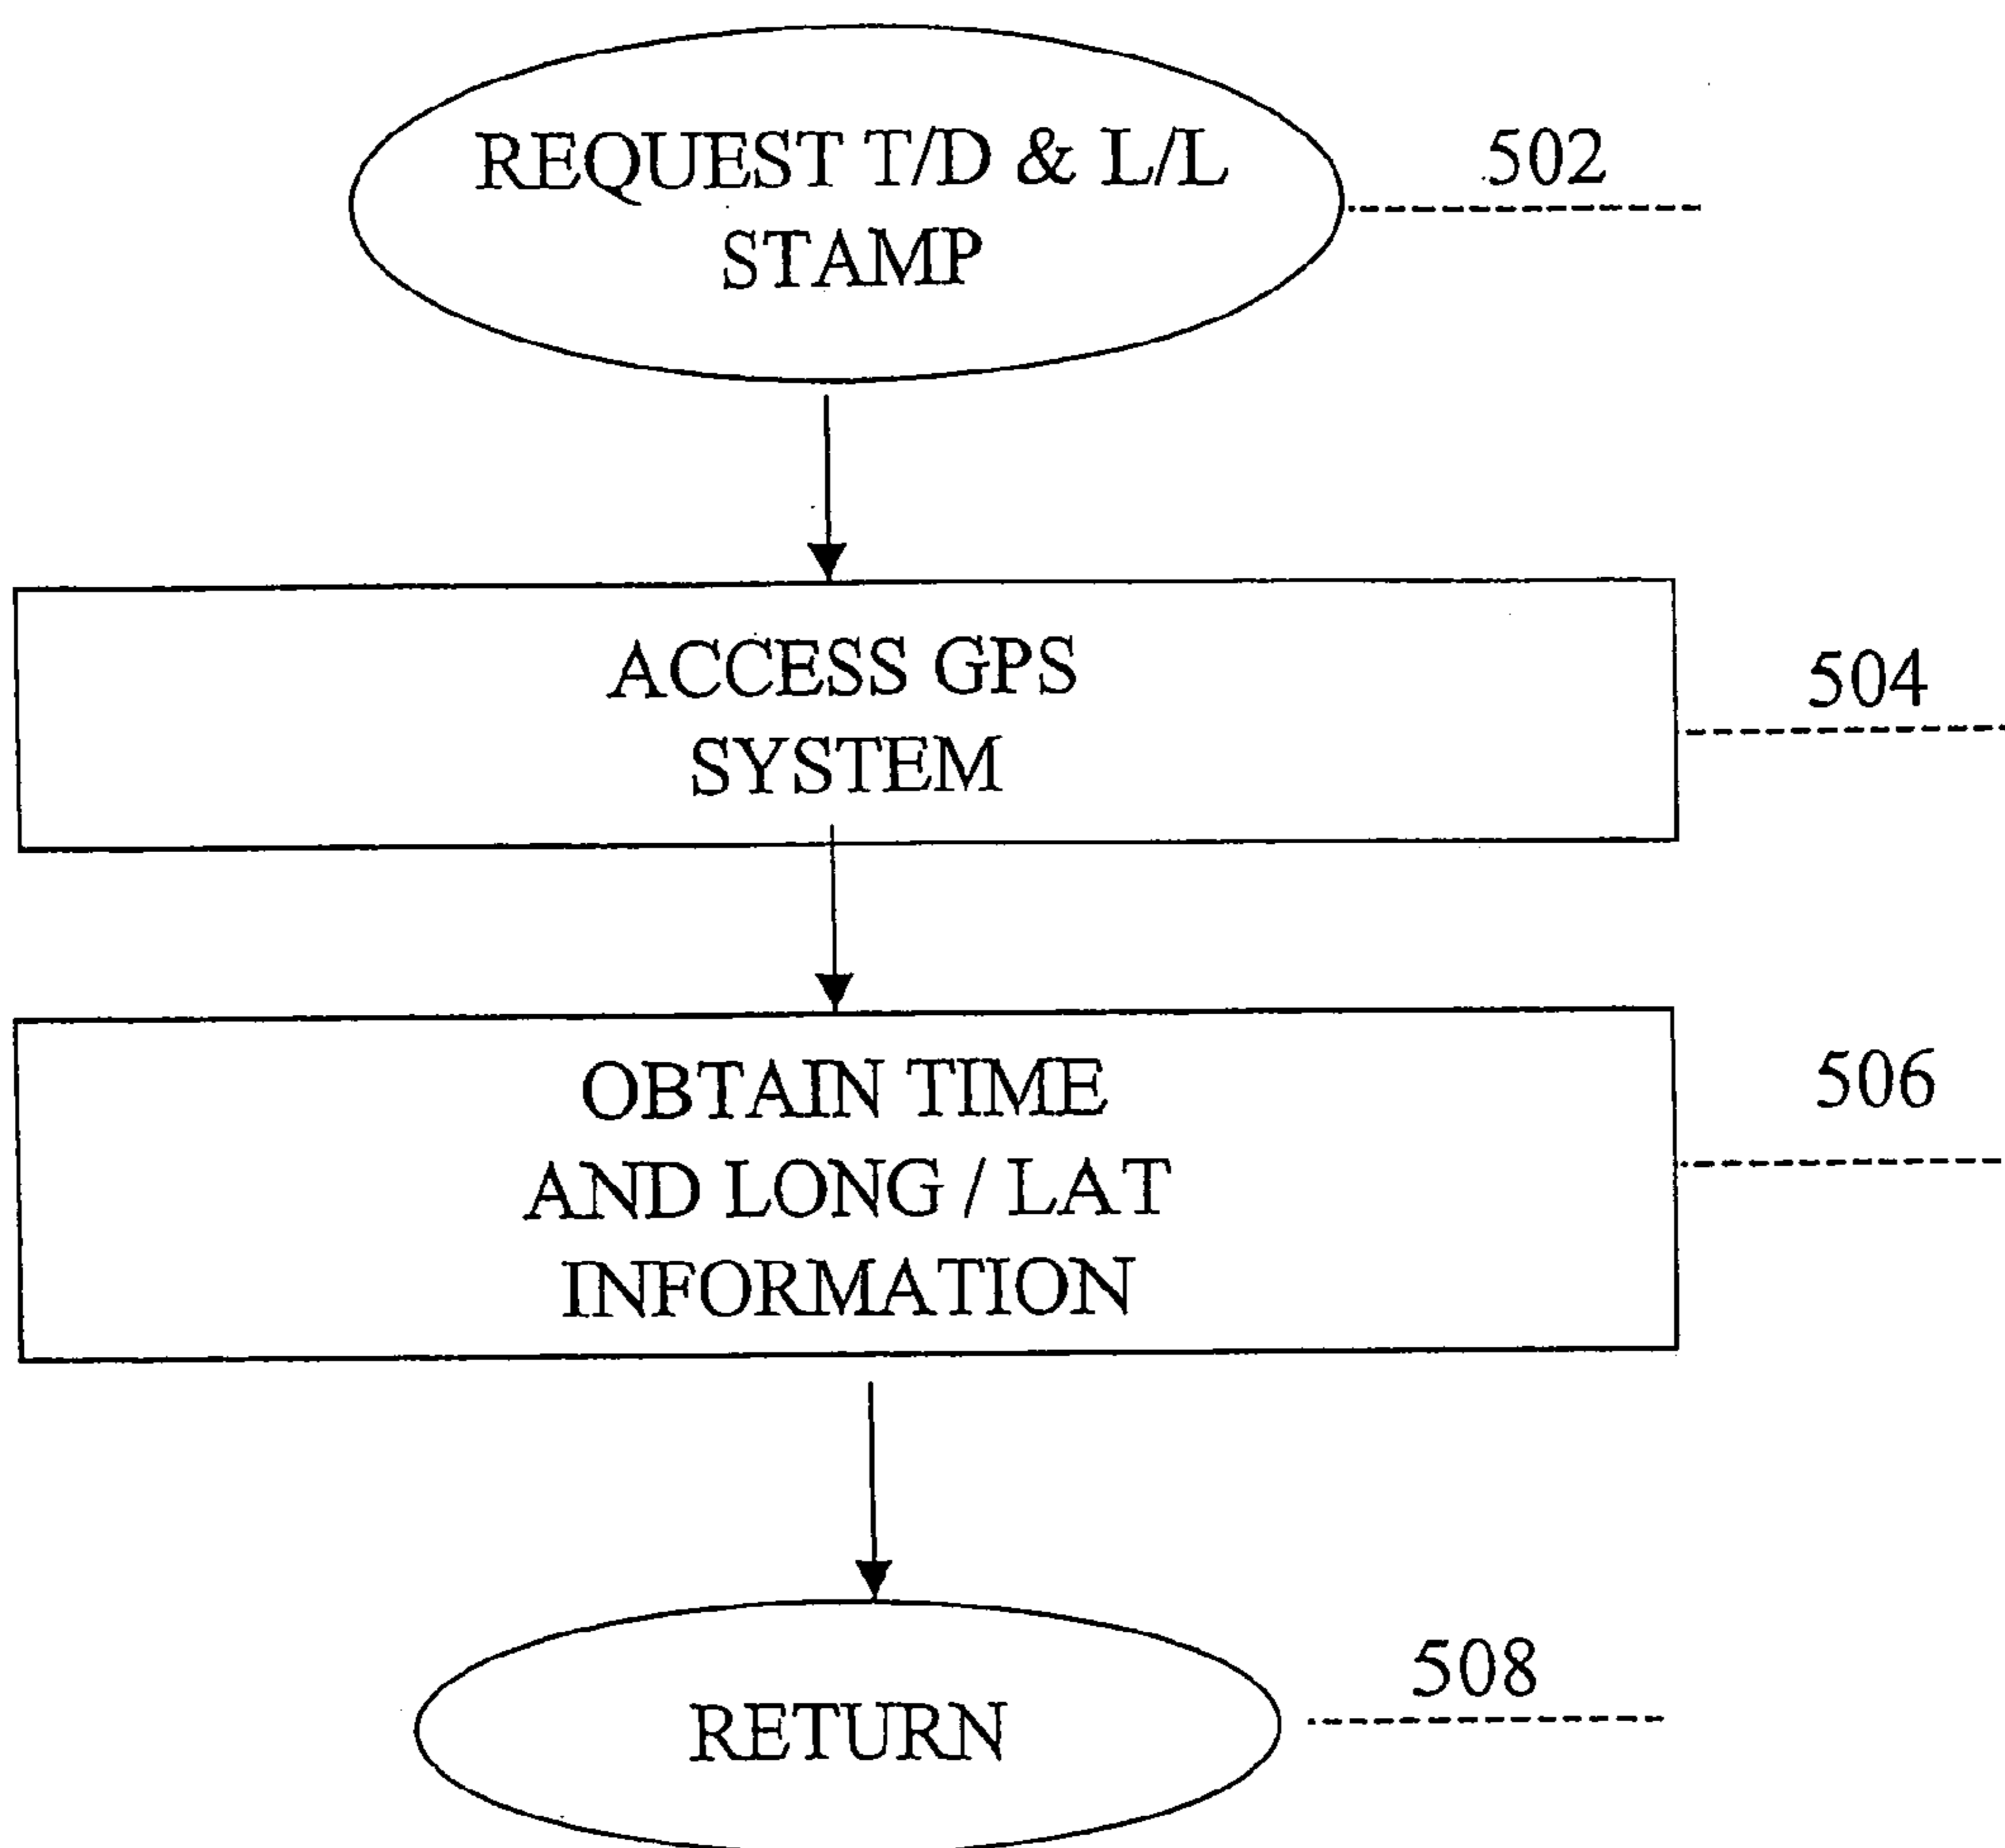 REQUEST T/D & L/L
STAMP
502
ACCESS GPS
SYSTEM
504
OBTAIN TIME
AND LONG / LAT
INFORMATION
506
RETURN
508